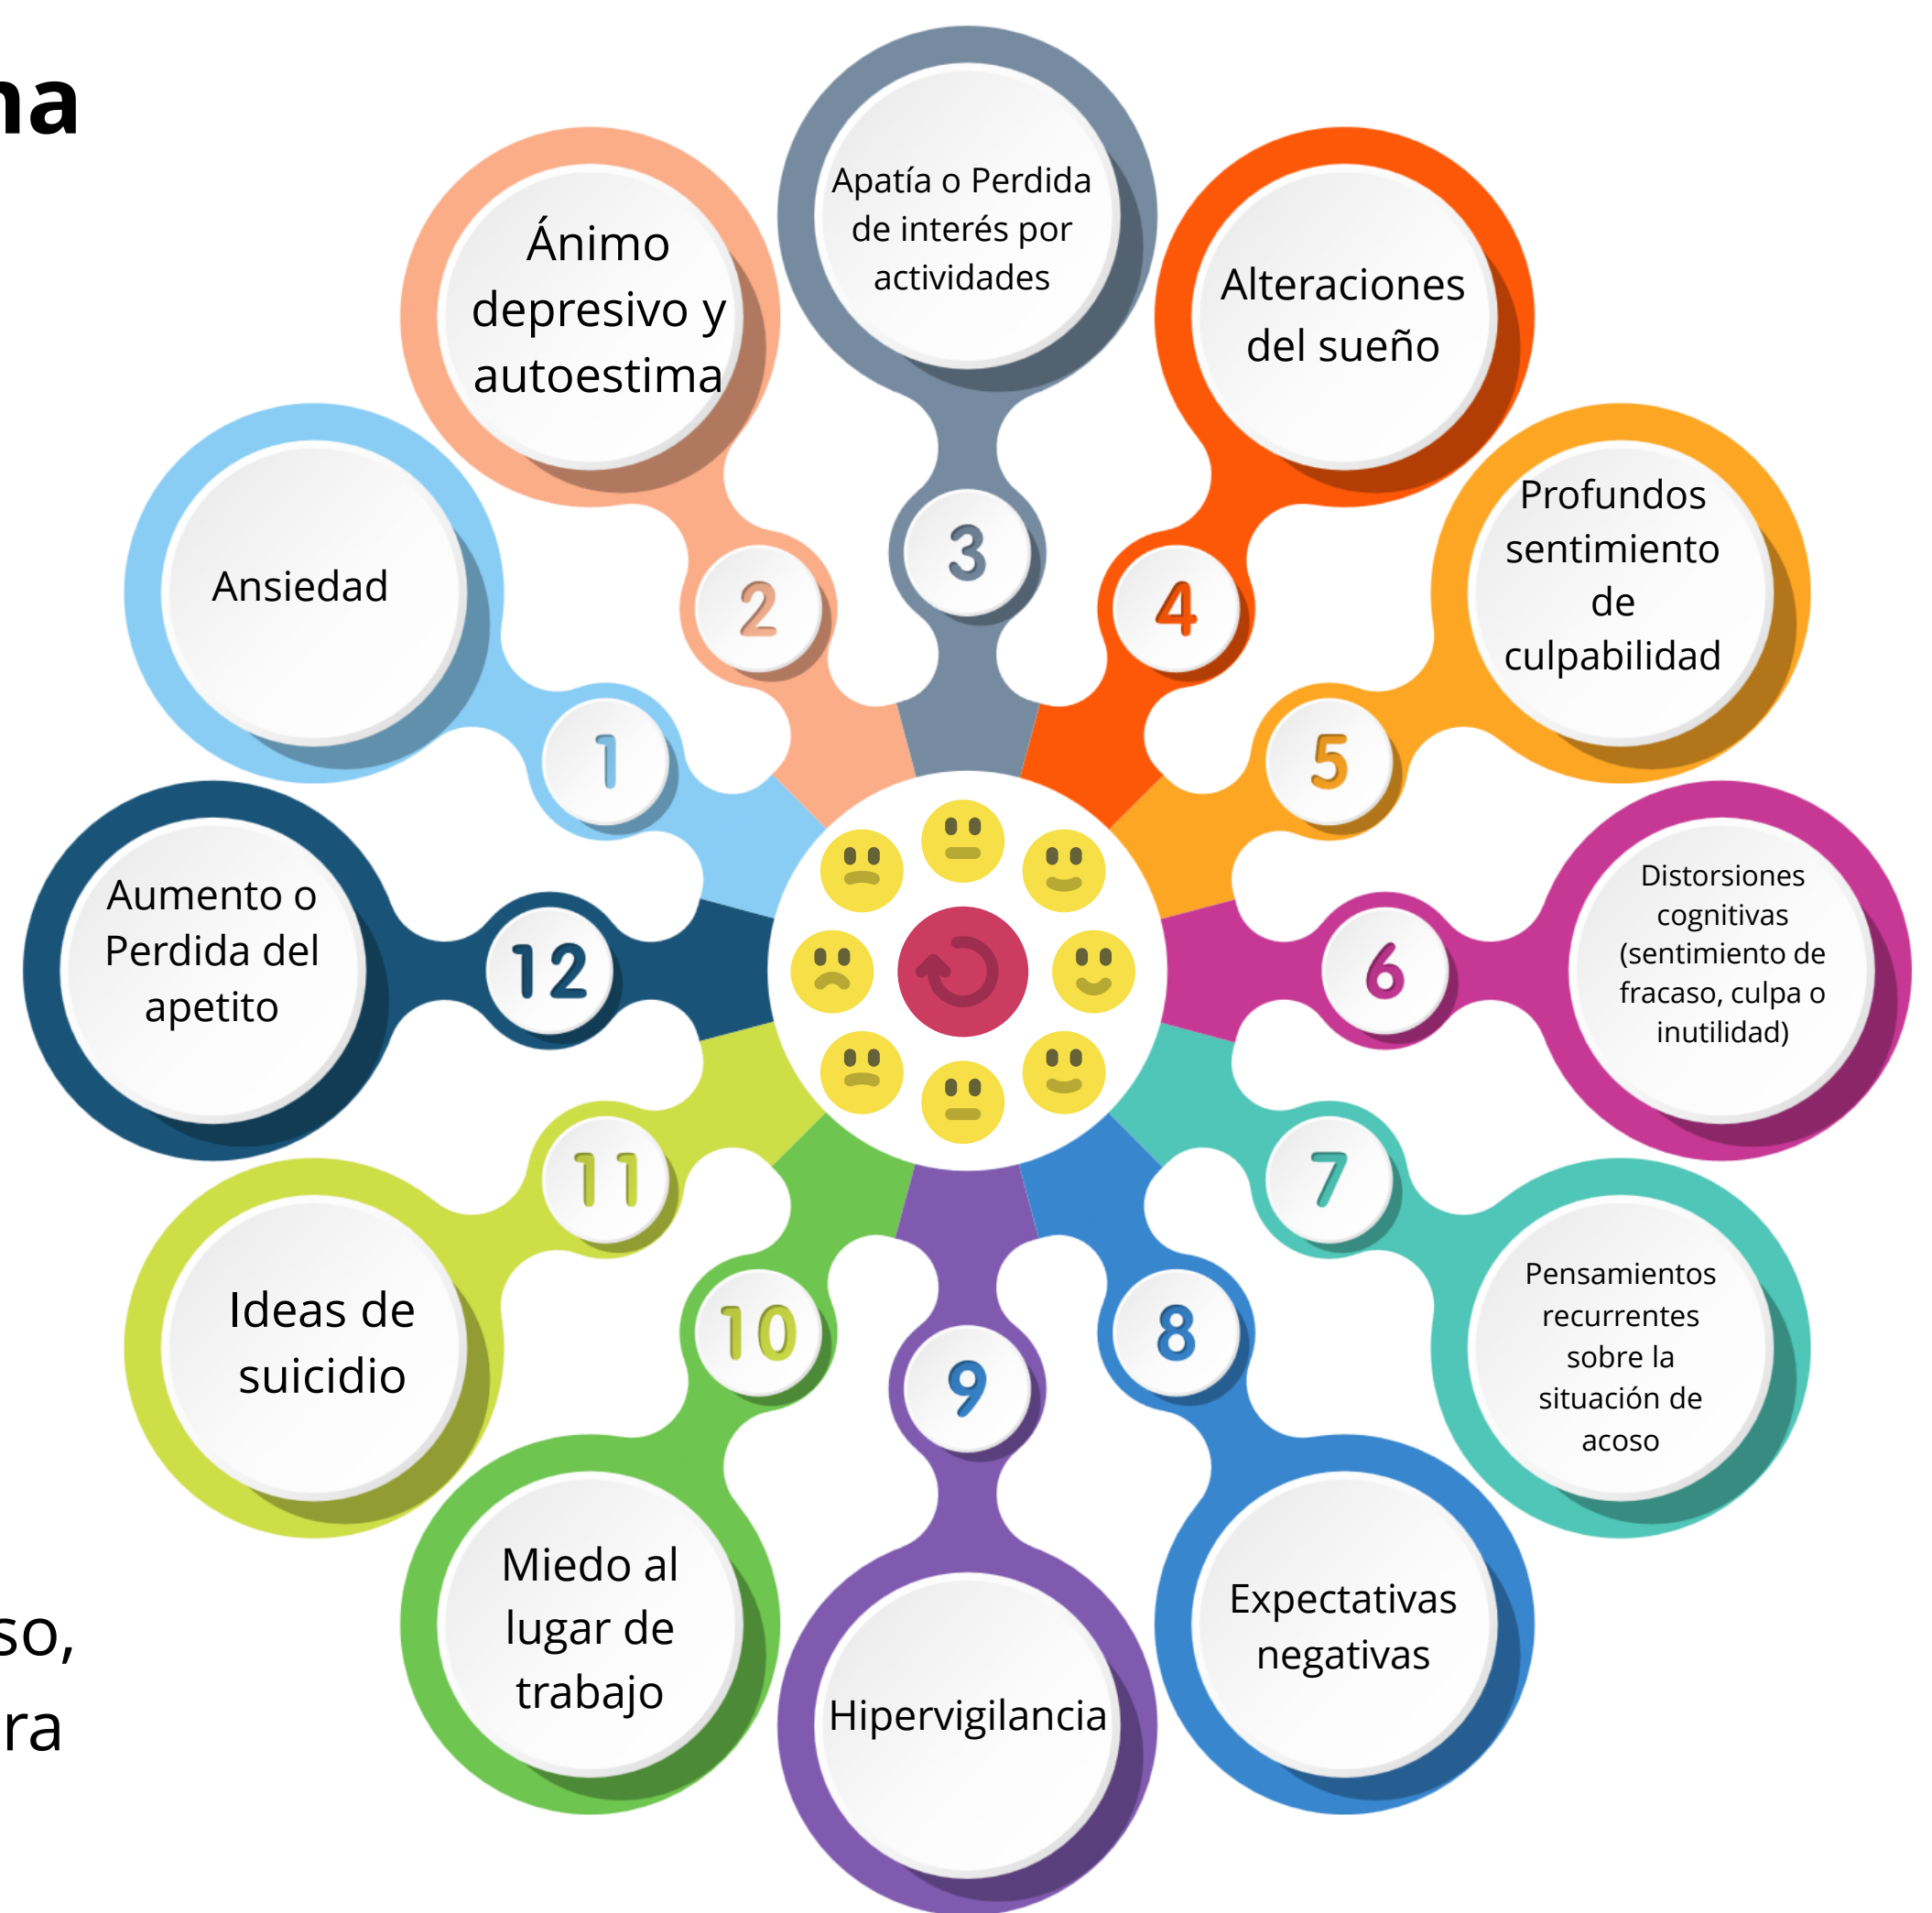 na
1
Ansiedad
2
Ánimo
depresivo y
autoestima
3
Apatía o Perdida
de interés por
actividades
4
Alteraciones
del sueño
5
Profundos
sentimiento
de
culpabilidad
6
Distorsiones
cognitivas
(sentimiento de
fracaso, culpa o
inutilidad)
7
Pensamientos
recurrentes
sobre la
situación de
acoso
8
Expectativas
negativas
9
Hipervigilancia
10
Miedo al
lugar de
trabajo
11
Ideas de
suicidio
12
Aumento o
Perdida del
apetito
so,
ra